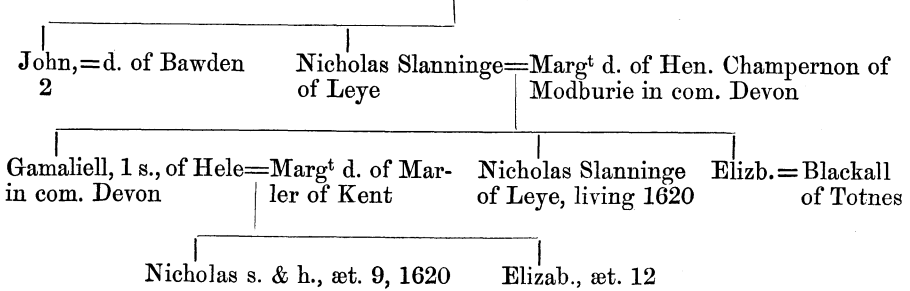 John,=d. of Bawden Nicholas Slanninge=Margᵗ d. of Hen. Champernon of
2 of Leye Modburie in com. Devon
Gamaliell, 1 s., of Hele=Margᵗ d. of Mar- Nicholas Slanninge Elizb.=Blackall
in com. Devon ler of Kent of Leye, living 1620 of Totnes
Nicholas s. & h., æt. 9, 1620 Elizab., æt. 12